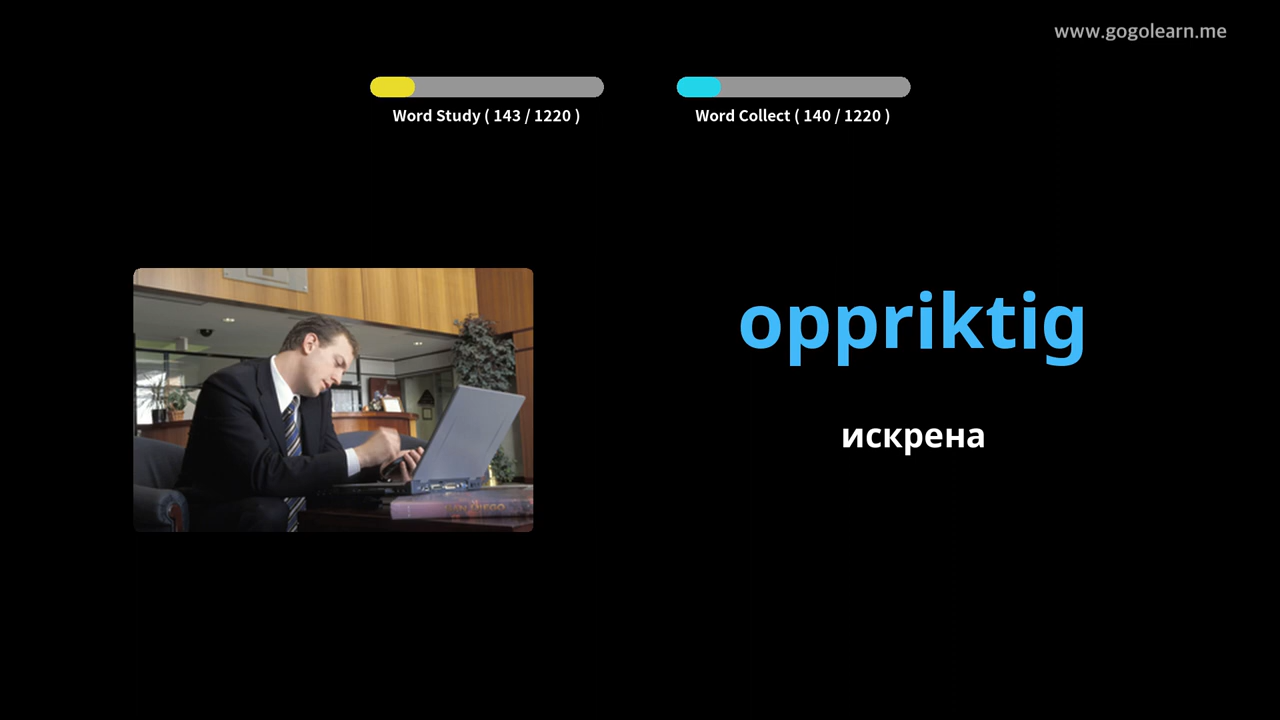 www.gogolearn.me
Word Study ( 143 / 1220 )
Word Collect ( 140 / 1220 )
oppriktig
искрена